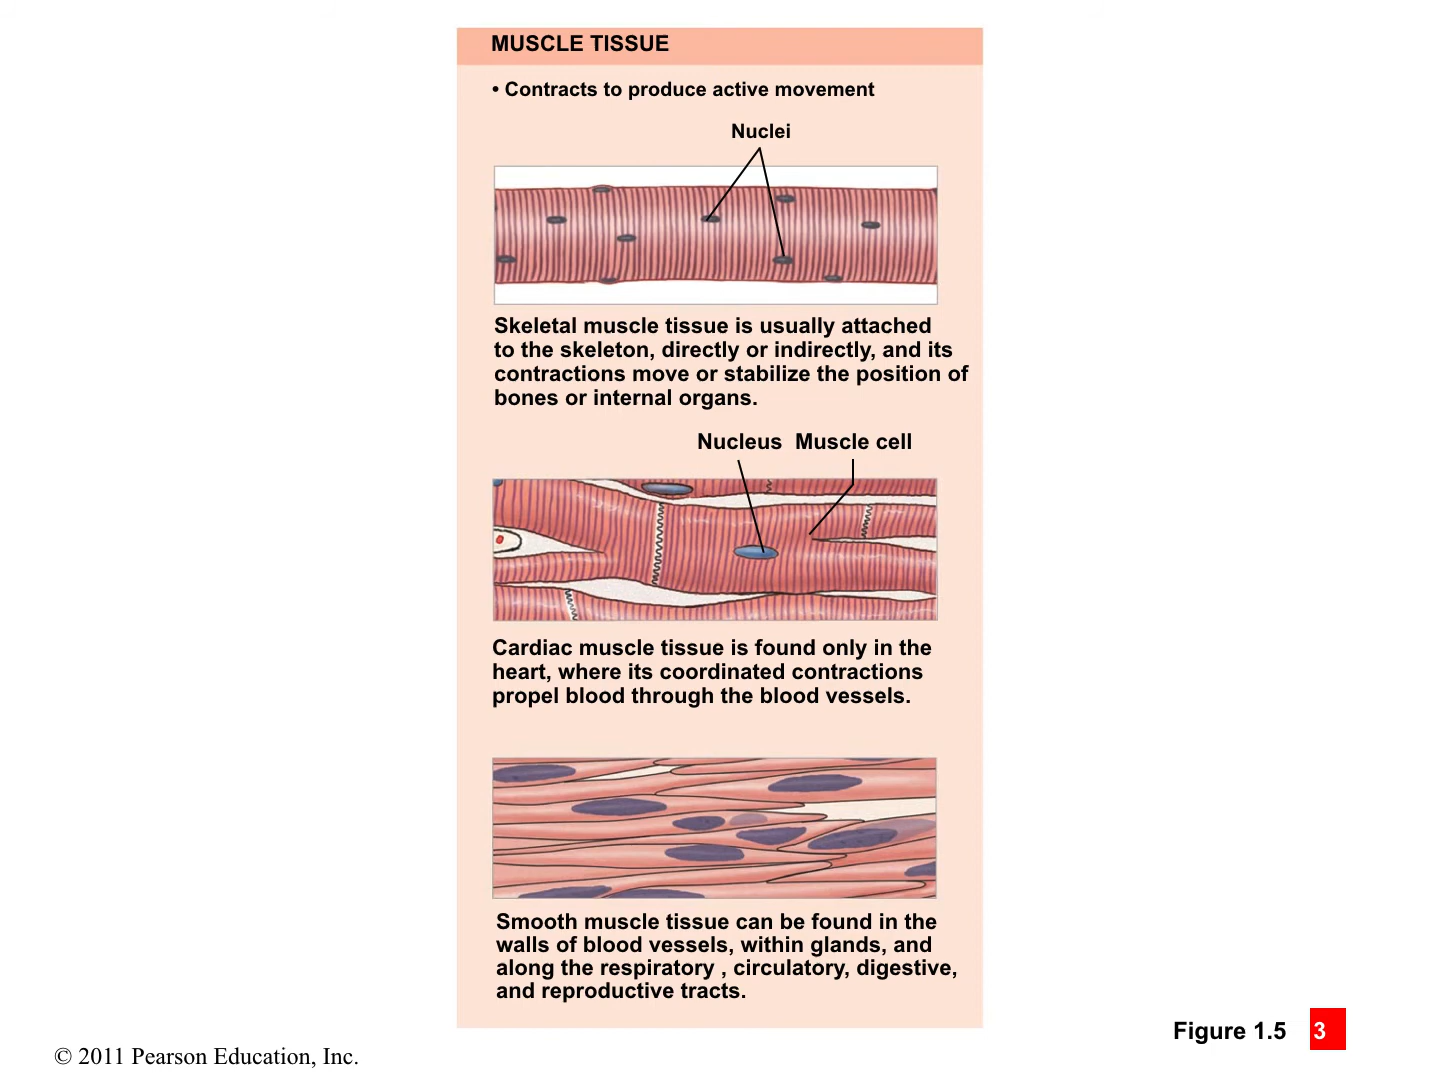 MUSCLE TISSUE
• Contracts to produce active movement
Nuclei
Skeletal muscle tissue is usually attached
to the skeleton, directly or indirectly, and its
contractions move or stabilize the position of
bones or internal organs.
Nucleus Muscle cell
Cardiac muscle tissue is found only in the
heart, where its coordinated contractions
propel blood through the blood vessels.
Smooth muscle tissue can be found in the
walls of blood vessels, within glands, and
along the respiratory , circulatory, digestive,
and reproductive tracts.
Figure 1.5 3
© 2011 Pearson Education, Inc.